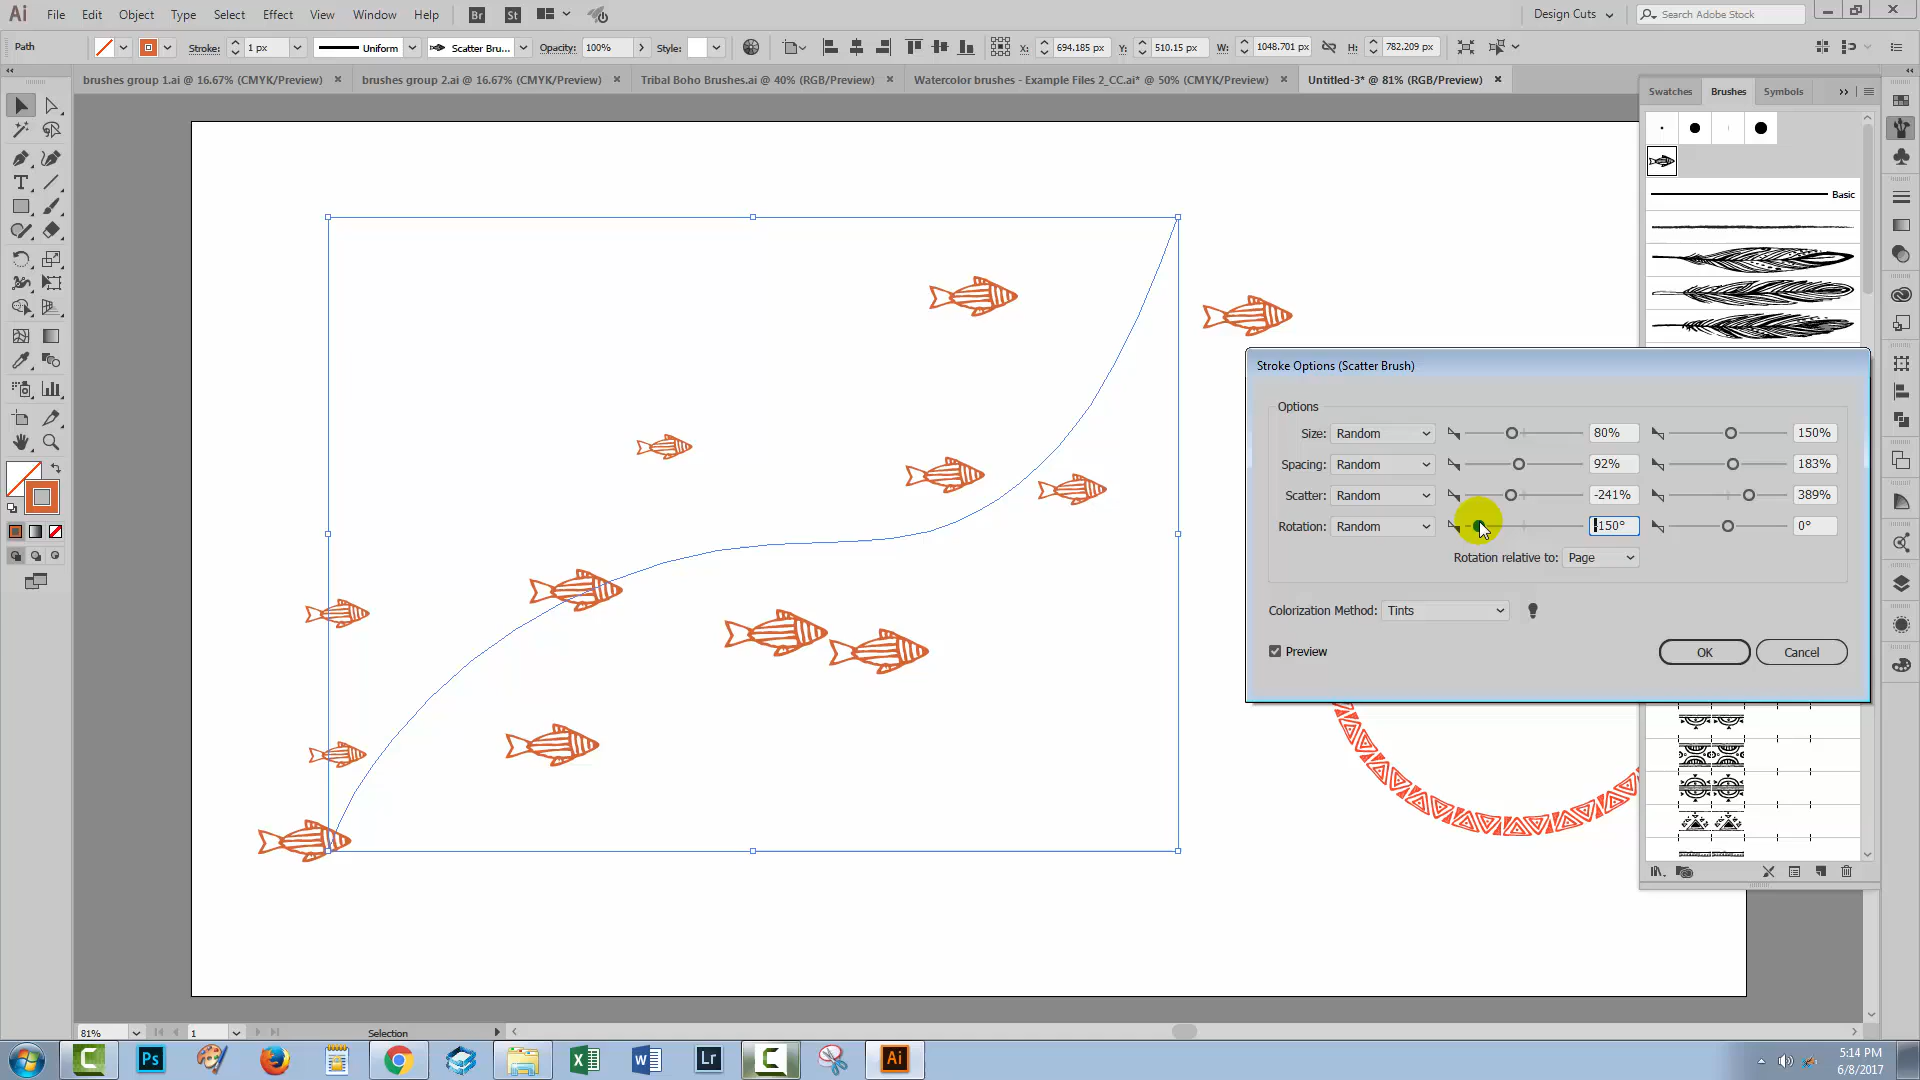 Ai File Edit Object Type Select Effect View Window Help Br St Design Cuts Search Adobe Stock
Path Stroke: 1 px Uniform Scatter Bru... Opacity: 100% Style: X: 694.185 px Y: 510.15 px W: 1048.701 px H: 782.209 px
brushes group 1.ai @ 16.67% (CMYK/Preview) × brushes group 2.ai @ 16.67% (CMYK/Preview) × Tribal Boho Brushes.ai @ 40% (RGB/Preview) × Watercolor brushes - Example Files 2_CC.ai* @ 50% (CMYK/Preview) × Untitled-3* @ 81% (RGB/Preview) ×
Swatches Brushes Symbols
Basic
Stroke Options (Scatter Brush)
Options
Size: Random 80% 150%
Spacing: Random 92% 183%
Scatter: Random -241% 389%
Rotation: Random -150° 0°
Rotation relative to: Page
Colorization Method: Tints
Preview OK Cancel
81% 1 Selection
Ps Lr Ai
5:14 PM
6/8/2017